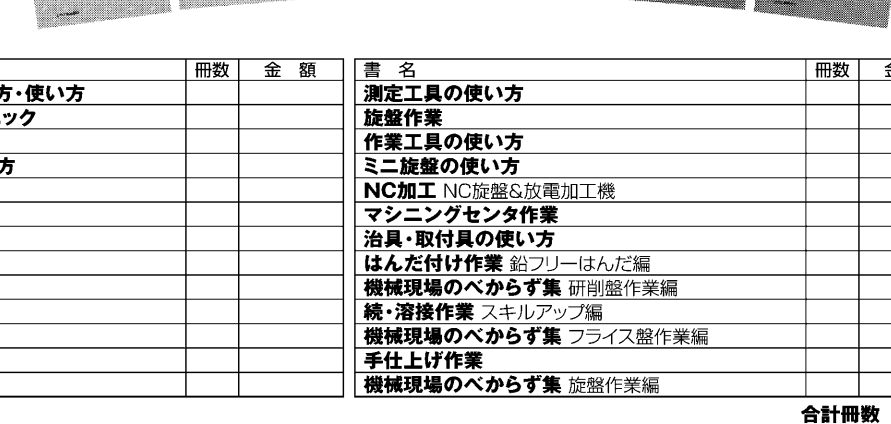 冊数 金 額
方・使い方
ック
方
書 名 冊数
測定工具の使い方
旋盤作業
作業工具の使い方
ミニ旋盤の使い方
NC加工 NC旋盤&放電加工機
マシニングセンタ作業
治具・取付具の使い方
はんだ付け作業 鉛フリーはんだ編
機械現場のべからず集 研削盤作業編
続・溶接作業 スキルアップ編
機械現場のべからず集 フライス盤作業編
手仕上げ作業
機械現場のべからず集 旋盤作業編
合計冊数